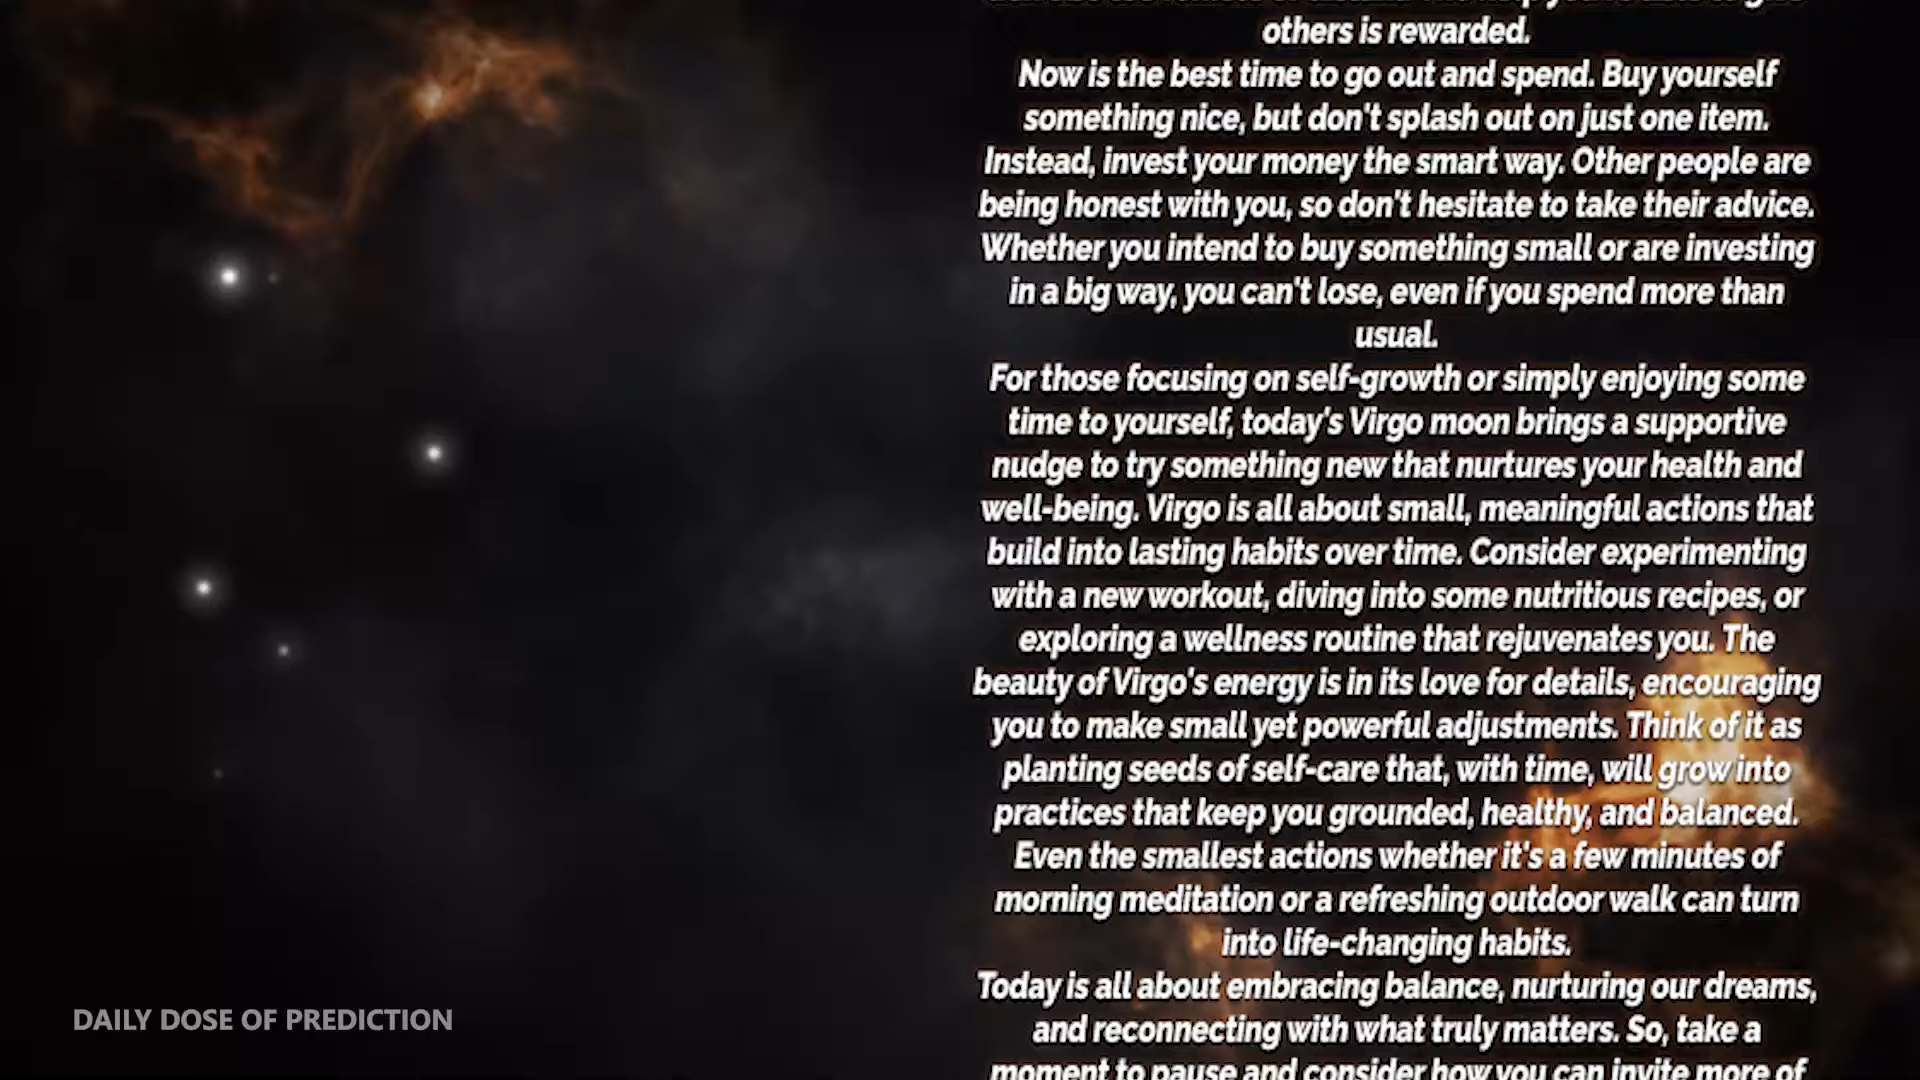 others is rewarded.
Now is the best time to go out and spend. Buy yourself
something nice, but don't splash out on just one item.
Instead, invest your money the smart way. Other people are
being honest with you, so don't hesitate to take their advice.
Whether you intend to buy something small or are investing
in a big way, you can't lose, even if you spend more than
usual.
For those focusing on self-growth or simply enjoying some
time to yourself, today's Virgo moon brings a supportive
nudge to try something new that nurtures your health and
well-being. Virgo is all about small, meaningful actions that
build into lasting habits over time. Consider experimenting
with a new workout, diving into some nutritious recipes, or
exploring a wellness routine that rejuvenates you. The
beauty of Virgo's energy is in its love for details, encouraging
you to make small yet powerful adjustments. Think of it as
planting seeds of self-care that, with time, will grow into
practices that keep you grounded, healthy, and balanced.
Even the smallest actions whether it's a few minutes of
morning meditation or a refreshing outdoor walk can turn
into life-changing habits.
Today is all about embracing balance, nurturing our dreams,
and reconnecting with what truly matters. So, take a
moment to pause and consider how you can invite more of
DAILY DOSE OF PREDICTION